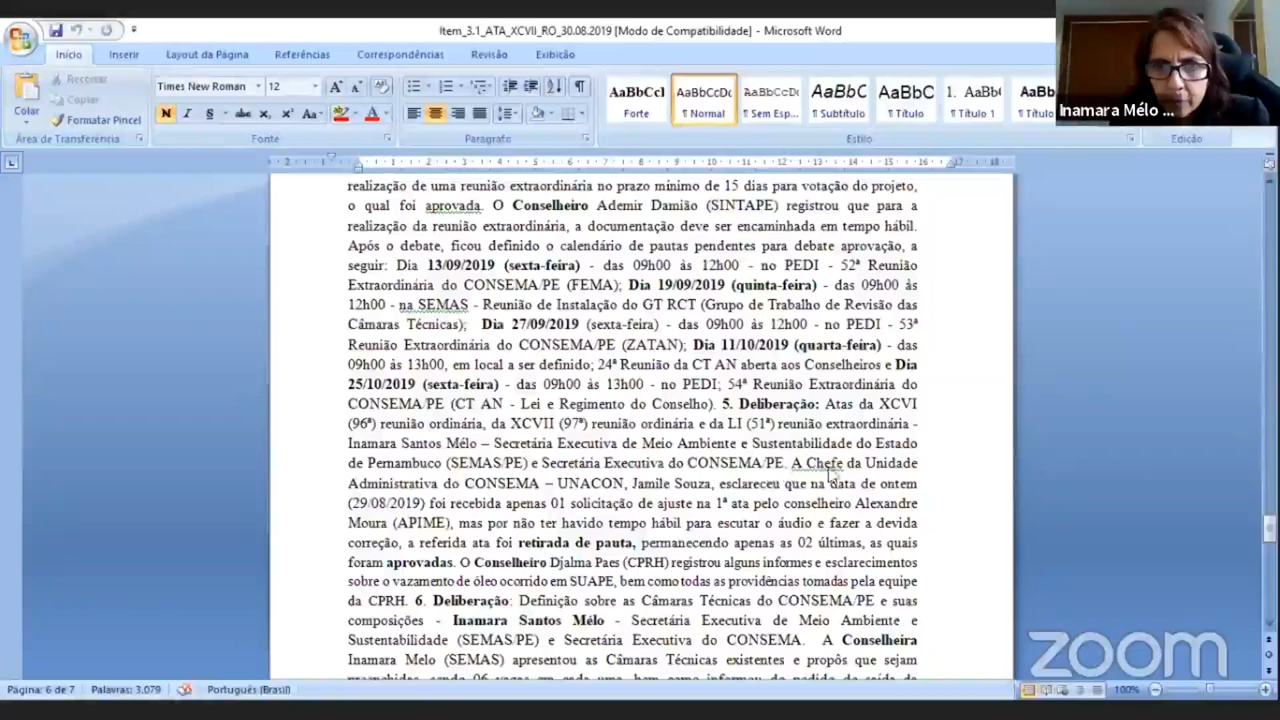 Item_3.1_ATA_XCVII_RO_30.08.2019 [Modo de Compatibilidade] - Microsoft Word
Início Inserir Layout da Página Referências Correspondências Revisão Exibição
Colar
Recortar
Copiar
Formatar Pincel
Área de Transferência
Times New Roman 12
Fonte
Parágrafo
AaBbCcI AaBbCcDc AaBbCcDc AaBbC AaBbC 1. AaBb( AaBb
Forte ¶ Normal ¶ Sem Esp... ¶ Subtítulo ¶ Título ¶ Título 1 ¶ Títu
Estilo
Edição
Inamara Mélo ...
realização de uma reunião extraordinária no prazo mínimo de 15 dias para votação do projeto,
o qual foi aprovada. O Conselheiro Ademir Damião (SINTAPE) registrou que para a
realização da reunião extraordinária, a documentação deve ser encaminhada em tempo hábil.
Após o debate, ficou definido o calendário de pautas pendentes para debate aprovação, a
seguir: Dia 13/09/2019 (sexta-feira) - das 09h00 às 12h00 - no PEDI - 52ª Reunião
Extraordinária do CONSEMA/PE (FEMA); Dia 19/09/2019 (quinta-feira) - das 09h00 às
12h00 - na SEMAS - Reunião de Instalação do GT RCT (Grupo de Trabalho de Revisão das
Câmaras Técnicas); Dia 27/09/2019 (sexta-feira) - das 09h00 às 12h00 - no PEDI - 53ª
Reunião Extraordinária do CONSEMA/PE (ZATAN); Dia 11/10/2019 (quarta-feira) - das
09h00 às 13h00, em local a ser definido; 24ª Reunião da CT AN aberta aos Conselheiros e Dia
25/10/2019 (sexta-feira) - das 09h00 às 13h00 - no PEDI; 54ª Reunião Extraordinária do
CONSEMA/PE (CT AN - Lei e Regimento do Conselho). 5. Deliberação: Atas da XCVI
(96ª) reunião ordinária, da XCVII (97ª) reunião ordinária e da LI (51ª) reunião extraordinária -
Inamara Santos Mélo – Secretária Executiva de Meio Ambiente e Sustentabilidade do Estado
de Pernambuco (SEMAS/PE) e Secretária Executiva do CONSEMA/PE. A Chefe da Unidade
Administrativa do CONSEMA – UNACON, Jamile Souza, esclareceu que na data de ontem
(29/08/2019) foi recebida apenas 01 solicitação de ajuste na 1ª ata pelo conselheiro Alexandre
Moura (APIME), mas por não ter havido tempo hábil para escutar o áudio e fazer a devida
correção, a referida ata foi retirada de pauta, permanecendo apenas as 02 últimas, as quais
foram aprovadas. O Conselheiro Djalma Paes (CPRH) registrou alguns informes e esclarecimentos
sobre o vazamento de óleo ocorrido em SUAPE, bem como todas as providências tomadas pela equipe
da CPRH. 6. Deliberação: Definição sobre as Câmaras Técnicas do CONSEMA/PE e suas
composições - Inamara Santos Mélo - Secretária Executiva de Meio Ambiente e
Sustentabilidade (SEMAS/PE) e Secretária Executiva do CONSEMA. A Conselheira
Inamara Melo (SEMAS) apresentou as Câmaras Técnicas existentes e propôs que sejam
zoom
Página: 6 de 7 Palavras: 3.079 Português (Brasil) 100%